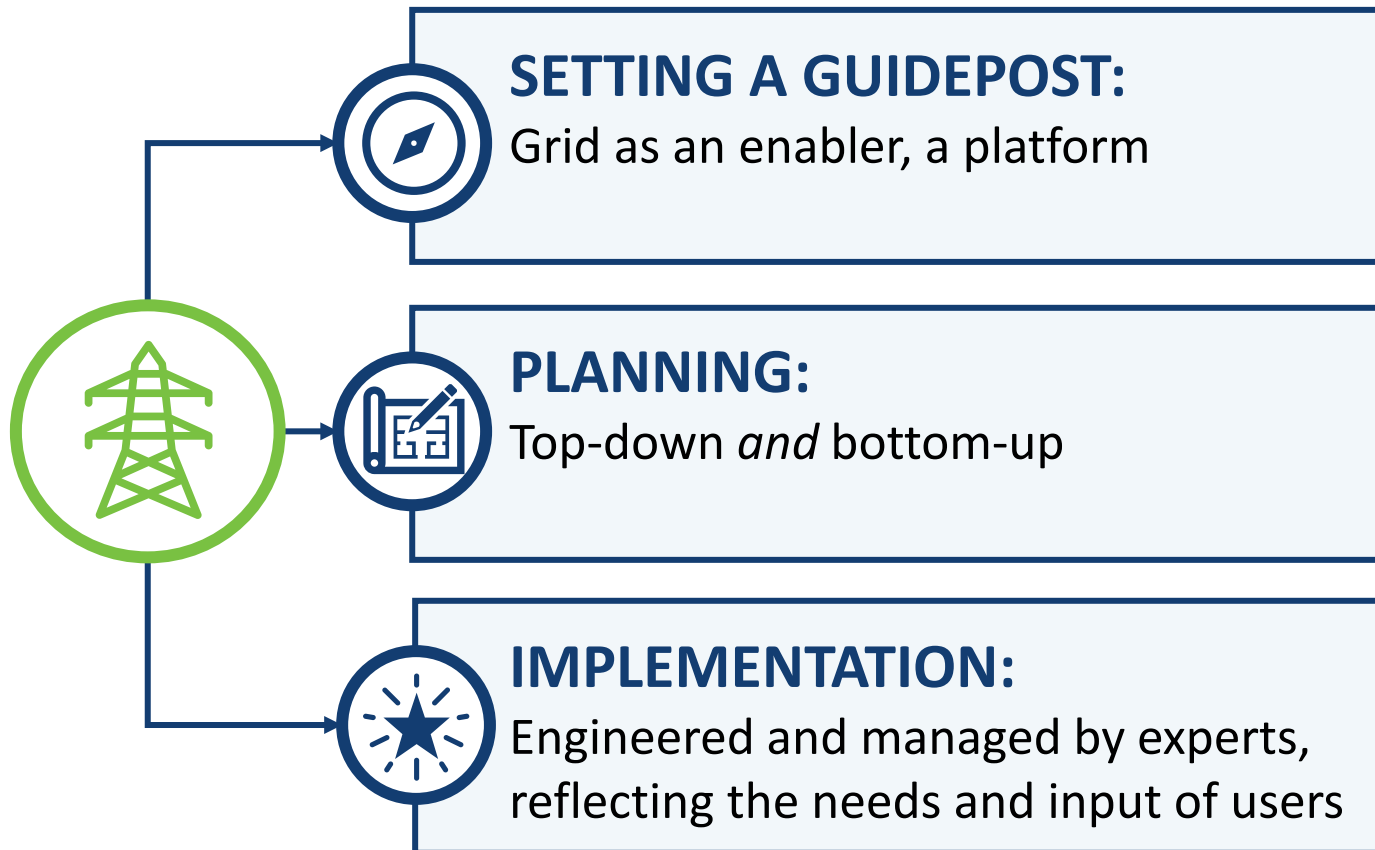 SETTING A GUIDEPOST:
Grid as an enabler, a platform
PLANNING:
Top-down and bottom-up
IMPLEMENTATION:
Engineered and managed by experts,
reflecting the needs and input of users